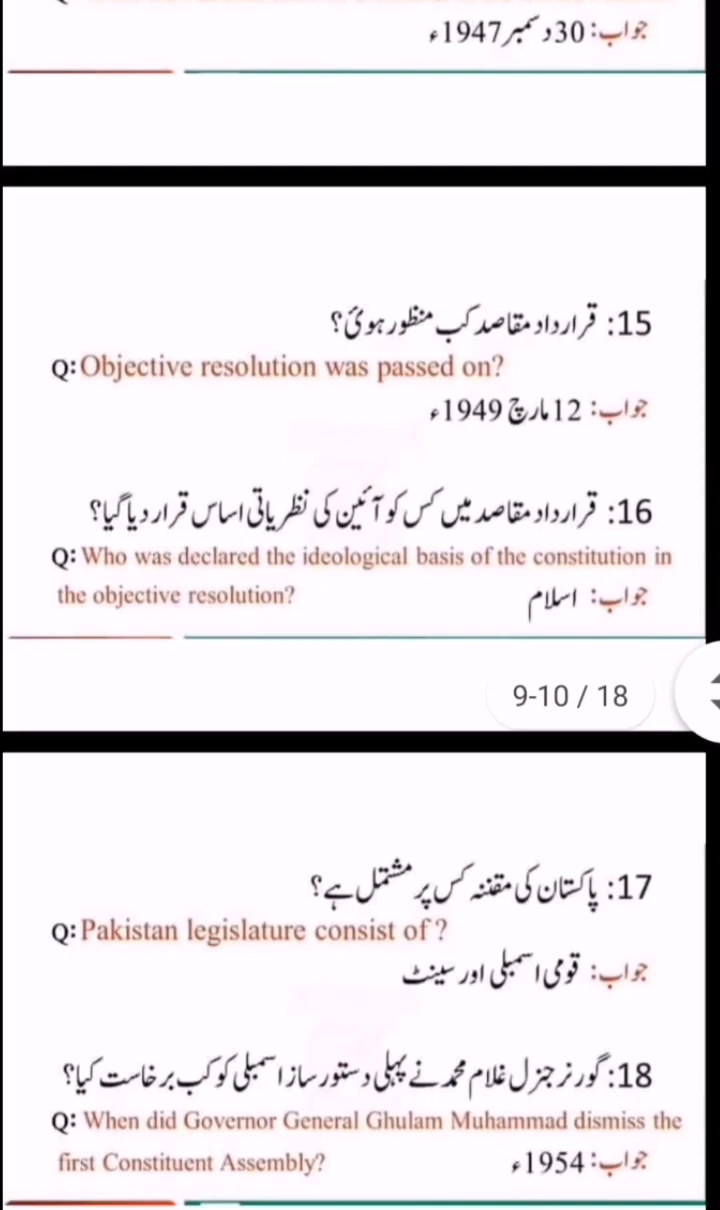 جواب: 30 دسمبر 1947ء
15: قرارداد مقاصد کب منظور ہوئ؟
Q: Objective resolution was passed on?
جواب: 12 مارچ 1949ء
16: قرارداد مقاصد میں کس کو آئین کی نظریاتی اساس قرار دیا گیا؟
Q: Who was declared the ideological basis of the constitution in
the objective resolution?
جواب: اسلام
9-10 / 18
17: پاکستان کی مقننہ کس پر مشتمل ہے؟
Q: Pakistan legislature consist of ?
جواب: قومی اسمبلی اور سینٹ
18: گورنر جنرل غلام محمد نے پہلی دستور ساز اسمبلی کو کب برخاست کیا؟
Q: When did Governor General Ghulam Muhammad dismiss the
first Constituent Assembly?
جواب: 1954ء